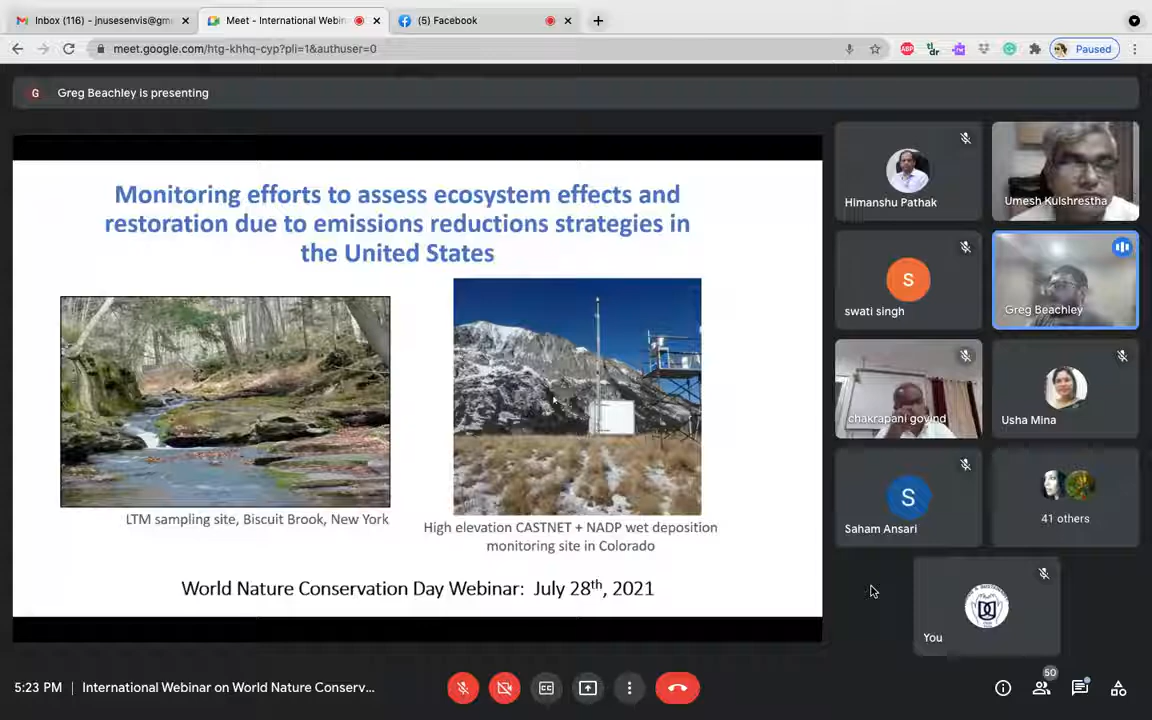 Inbox (116) - jnusesenvis@gm
Meet - International Webin
(5) Facebook
meet.google.com/htg-khhq-cyp?pli=1&authuser=0
ABP
tl;dr
Paused
G
Greg Beachley is presenting
Monitoring efforts to assess ecosystem effects and
restoration due to emissions reductions strategies in
the United States
LTM sampling site, Biscuit Brook, New York
High elevation CASTNET + NADP wet deposition
monitoring site in Colorado
World Nature Conservation Day Webinar: July 28th, 2021
Himanshu Pathak
Umesh Kulshrestha
S
swati singh
Greg Beachley
chakrapani govind
Usha Mina
S
Saham Ansari
41 others
You
5:23 PM
International Webinar on World Nature Conserv...
CC
50